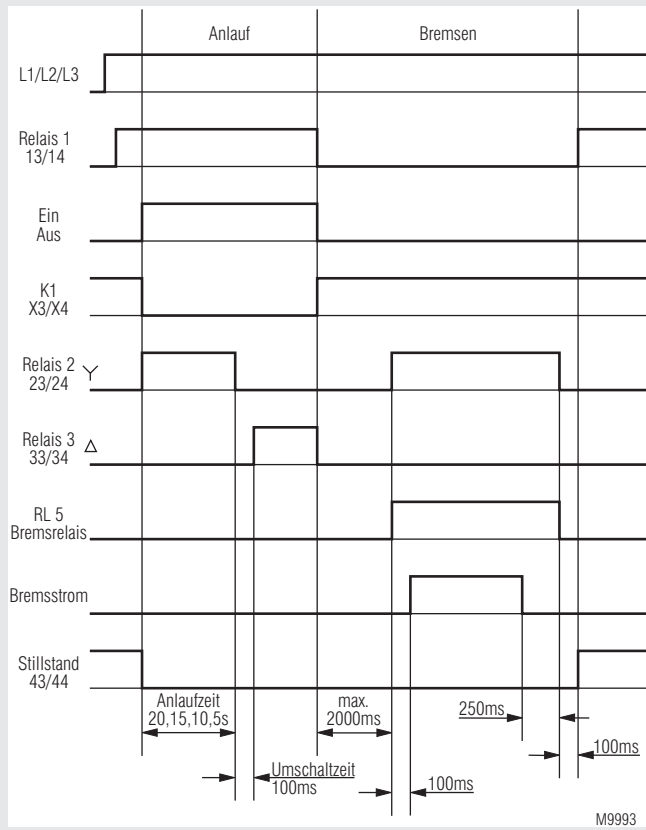 Anlauf
Bremsen
L1/L2/L3
Relais 1
13/14
Ein
Aus
K1
X3/X4
Relais 2
23/24
Relais 3
33/34
RL 5
Bremsrelais
Bremsstrom
Stillstand
43/44
Anlaufzeit
20,15,10,5s
max.
2000ms
250ms
100ms
Umschaltzeit
100ms
100ms
M9993